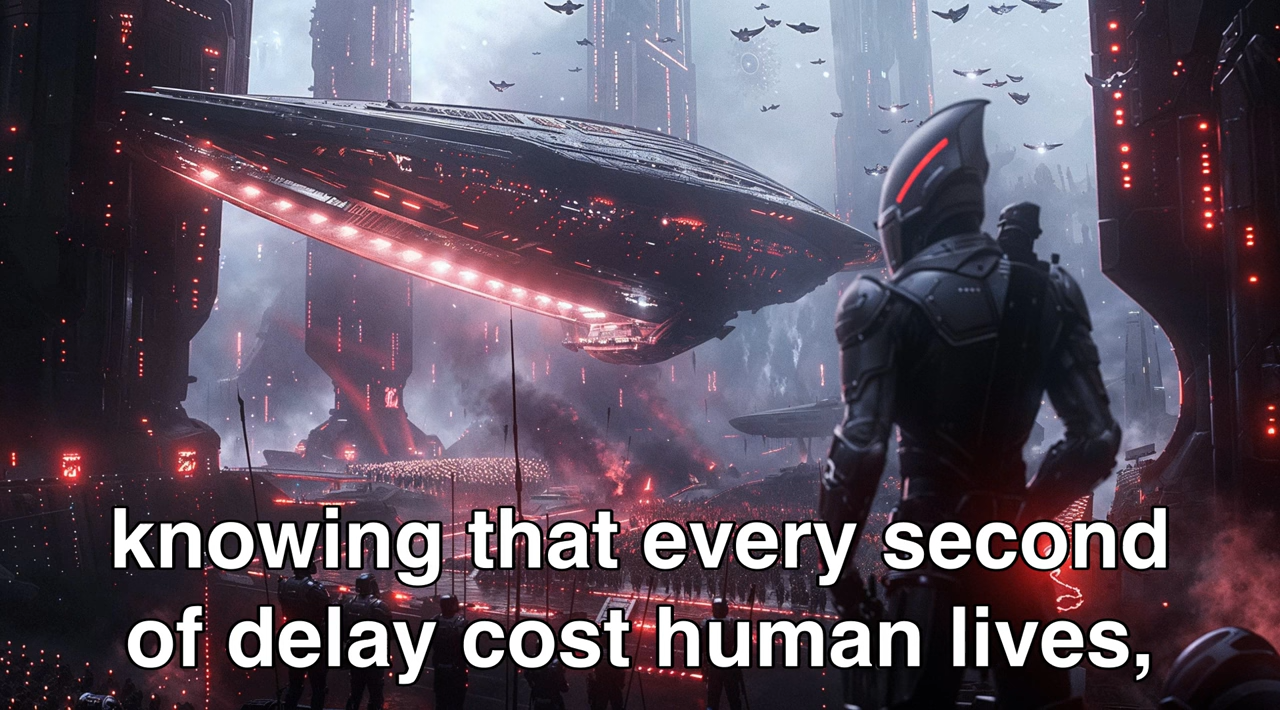 knowing that every second
of delay cost human lives,